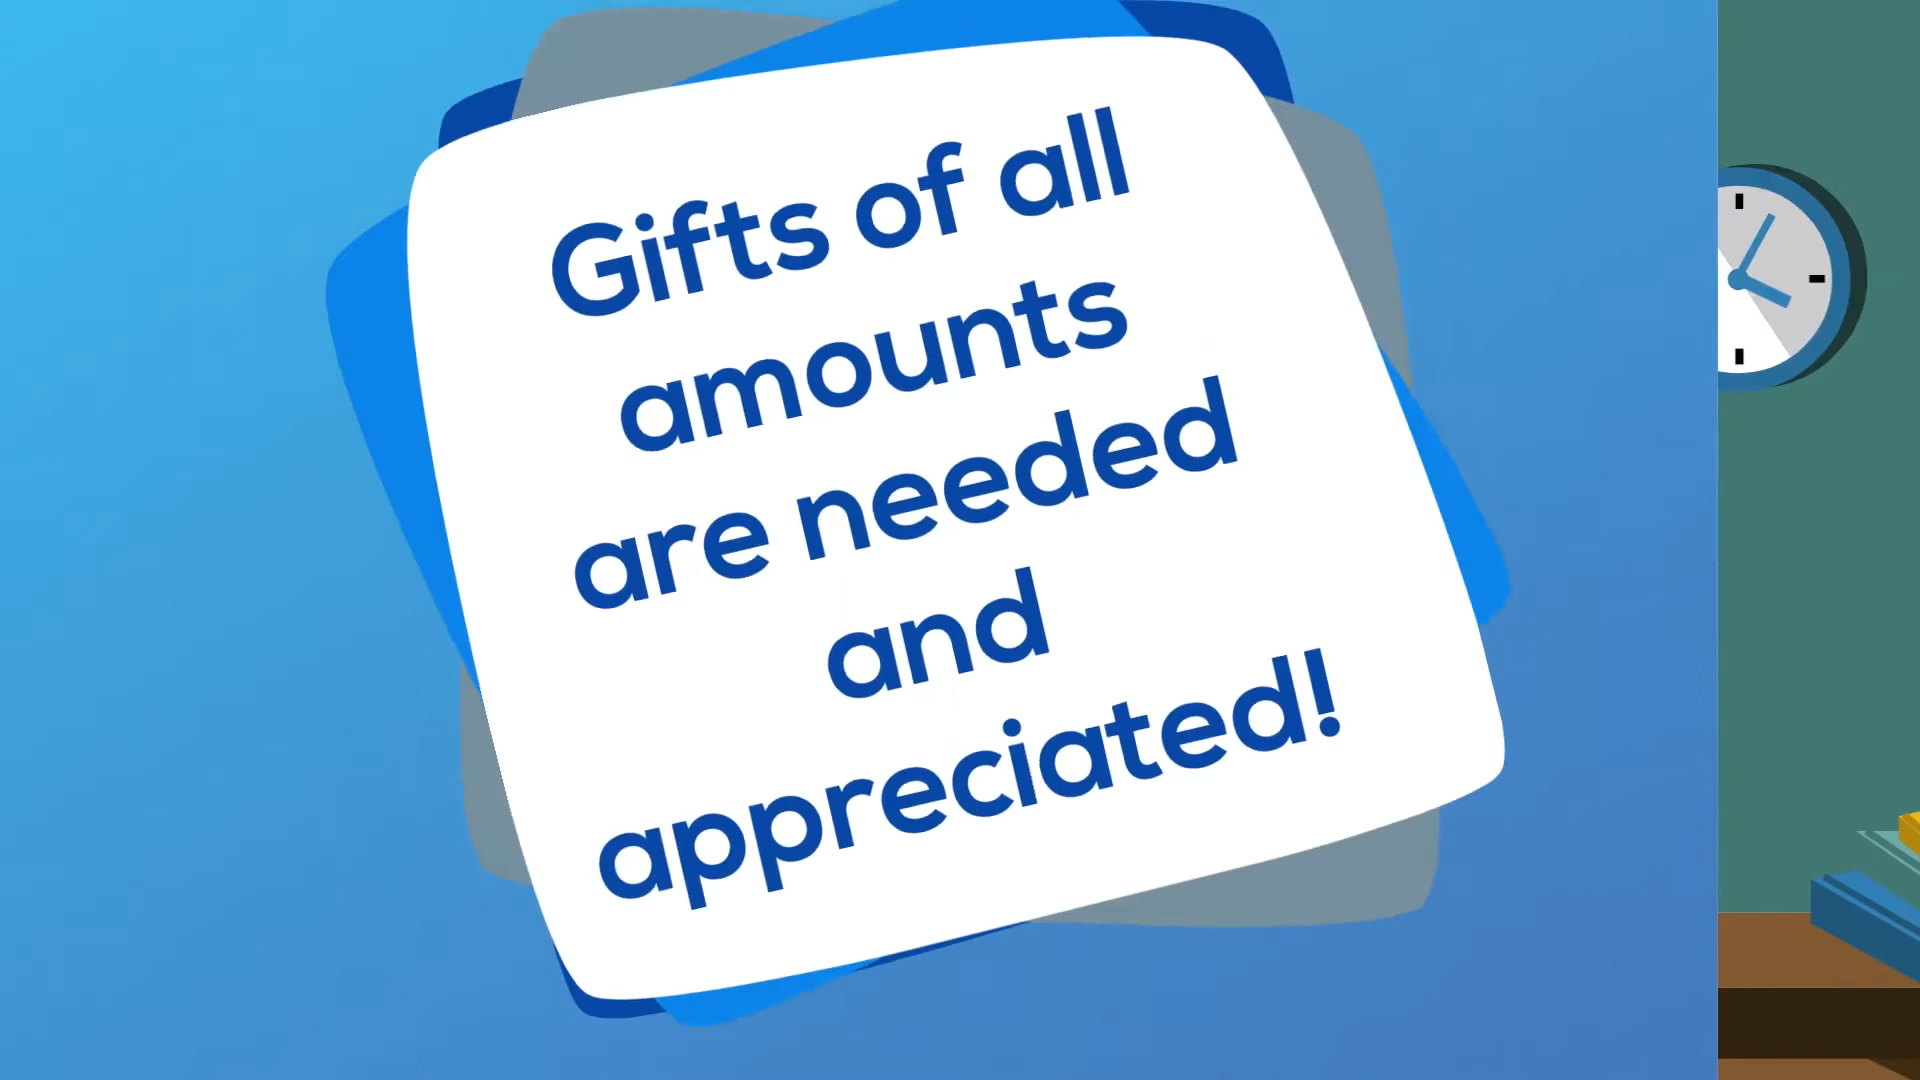 Gifts of all
amounts
are needed
and
appreciated!